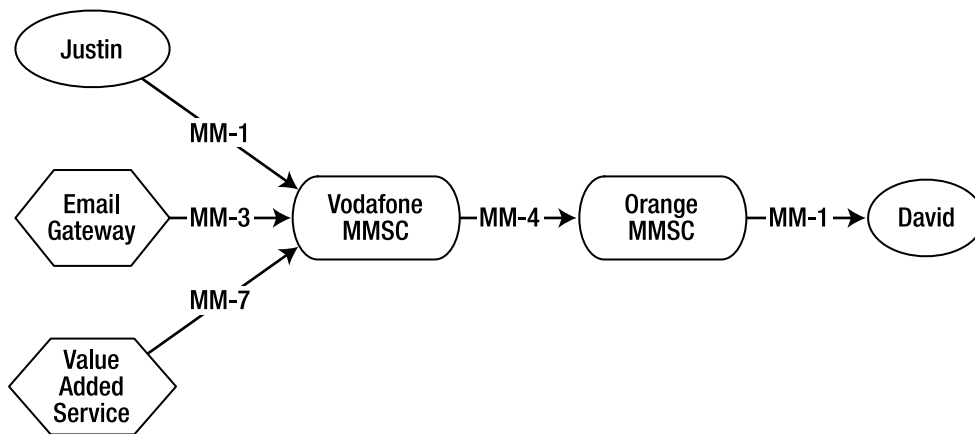 Justin
MM-1
Email
Gateway
MM-3
Vodafone
MMSC
MM-4
Orange
MMSC
MM-1
David
MM-7
Value
Added
Service